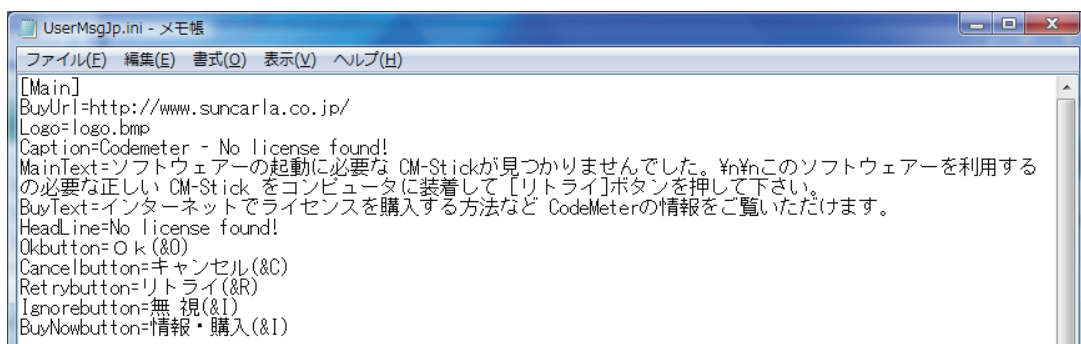 UserMsgJp.ini - メモ帳
ファイル(F) 編集(E) 書式(O) 表示(V) ヘルプ(H)
[Main]
BuyUrl=http://www.suncarla.co.jp/
Logo=logo.bmp
Caption=Codemeter - No license found!
MainText=ソフトウェアーの起動に必要な CM-Stickが見つかりませんでした。¥n¥nこのソフトウェアーを利用する
の必要な正しい CM-Stick をコンピュータに装着して [リトライ]ボタンを押して下さい。
BuyText=インターネットでライセンスを購入する方法など CodeMeterの情報をご覧いただけます。
HeadLine=No license found!
Okbutton=Ｏｋ(&O)
Cancelbutton=キャンセル(&C)
Retrybutton=リトライ(&R)
Ignorebutton=無 視(&I)
BuyNowbutton=情報・購入(&I)